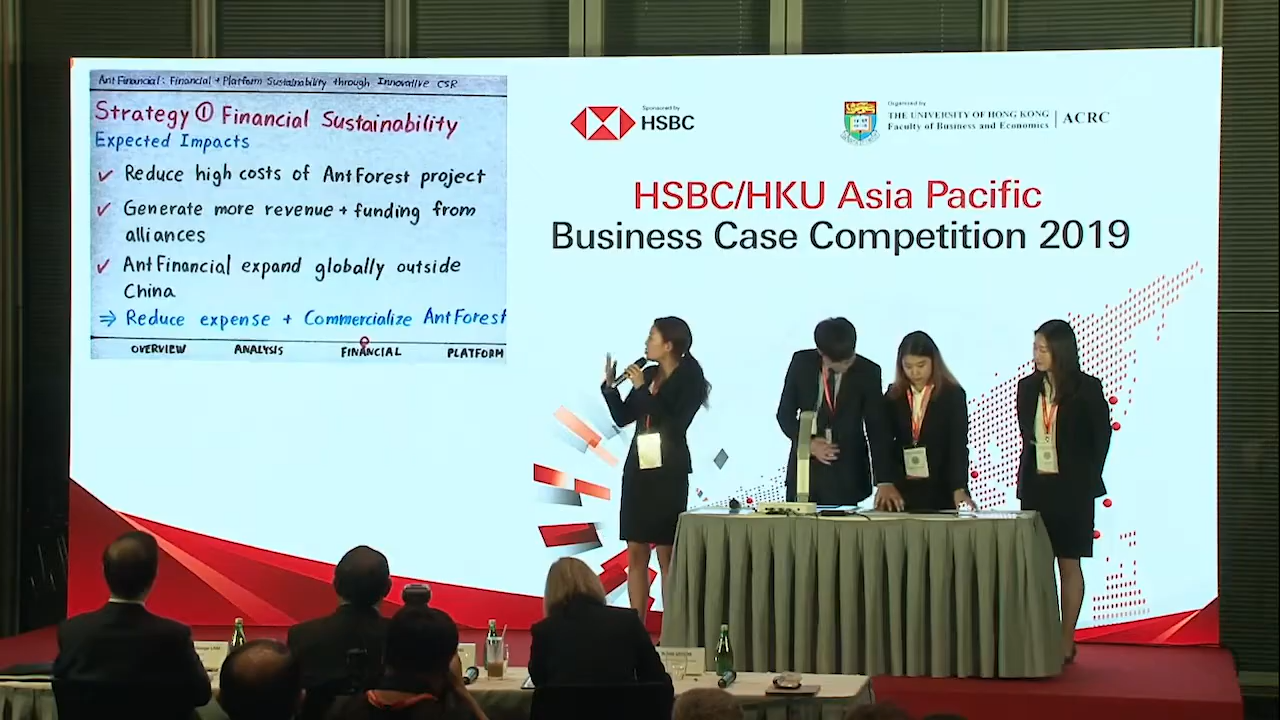 Ant Financial: Financial + Platform Sustainability through Innovative CSR
Strategy ① Financial Sustainability
Expected Impacts
✓ Reduce high costs of AntForest project
✓ Generate more revenue + funding from
alliances
✓ AntFinancial expand globally outside
China
⇒ Reduce expense + Commercialize AntForest
OVERVIEW ANALYSIS FINANCIAL PLATFORM
Sponsored by
HSBC
Organised by
THE UNIVERSITY OF HONG KONG
Faculty of Business and Economics
ACRC
HSBC/HKU Asia Pacific
Business Case Competition 2019